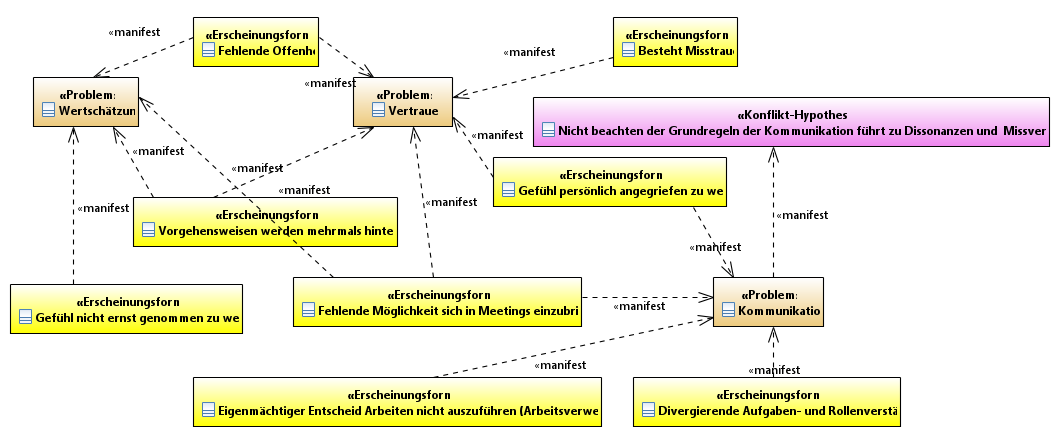 «Erscheinungsforn
Fehlende Offenhe
«Erscheinungsforn
Besteht Misstraue
«manifest
«manifest
«manifest
«Problem:
Wertschätzun
«Problem:
Vertraue
«Konflikt-Hypothes
Nicht beachten der Grundregeln der Kommunikation führt zu Dissonanzen und Missver
«manifest
«manifest
«manifest
«Erscheinungsforn
Gefühl persönlich angegriefen zu we
«manifest
«manifest
«manifest
«manifest
«Erscheinungsforn
Vorgehensweisen werden mehrmals hinte
«manifest
«Erscheinungsforn
Gefühl nicht ernst genommen zu we
«Erscheinungsforn
Fehlende Möglichkeit sich in Meetings einzubri
«manifest
«Problem:
Kommunikatio
«manifest
«manifest
«Erscheinungsforn
Eigenmächtiger Entscheid Arbeiten nicht auszuführen (Arbeitsverwe
«Erscheinungsforn
Divergierende Aufgaben- und Rollenverstä